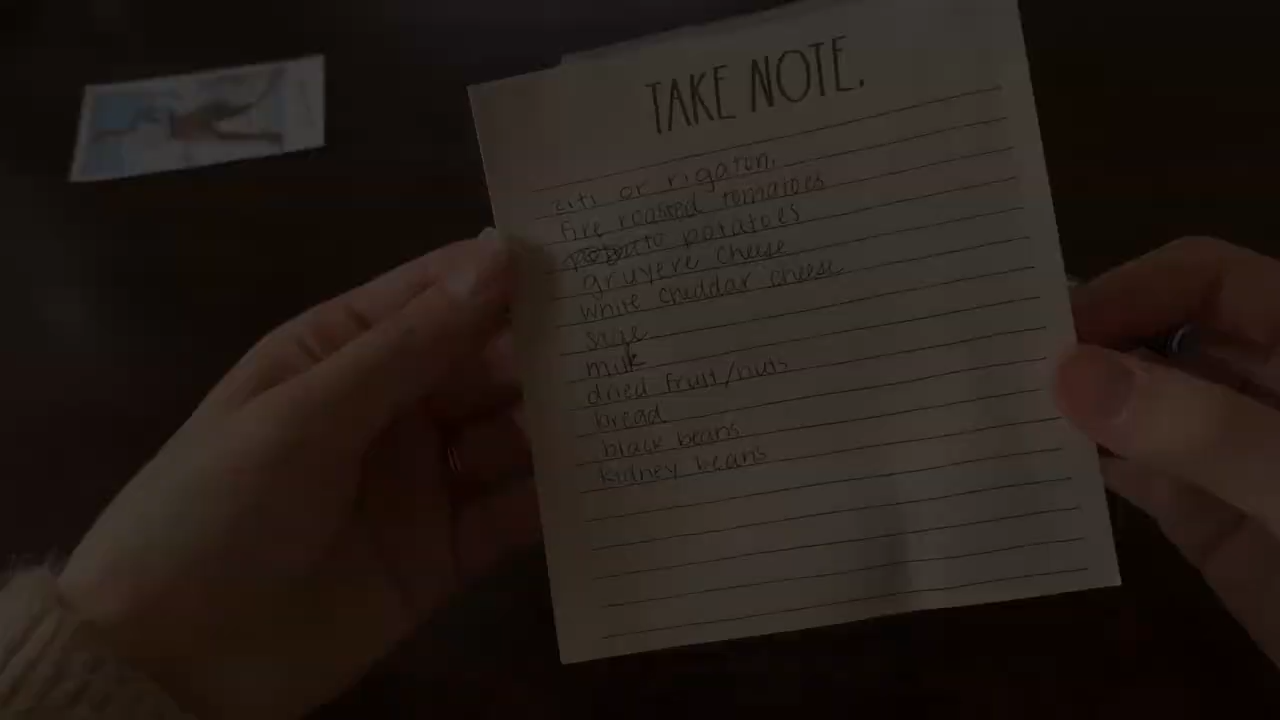 TAKE NOTE.
ziti or rigatoni
fire roasted tomatoes
potatoes
gruyere cheese
white cheddar cheese
sage
milk
dried fruit/nuts
bread
black beans
kidney beans